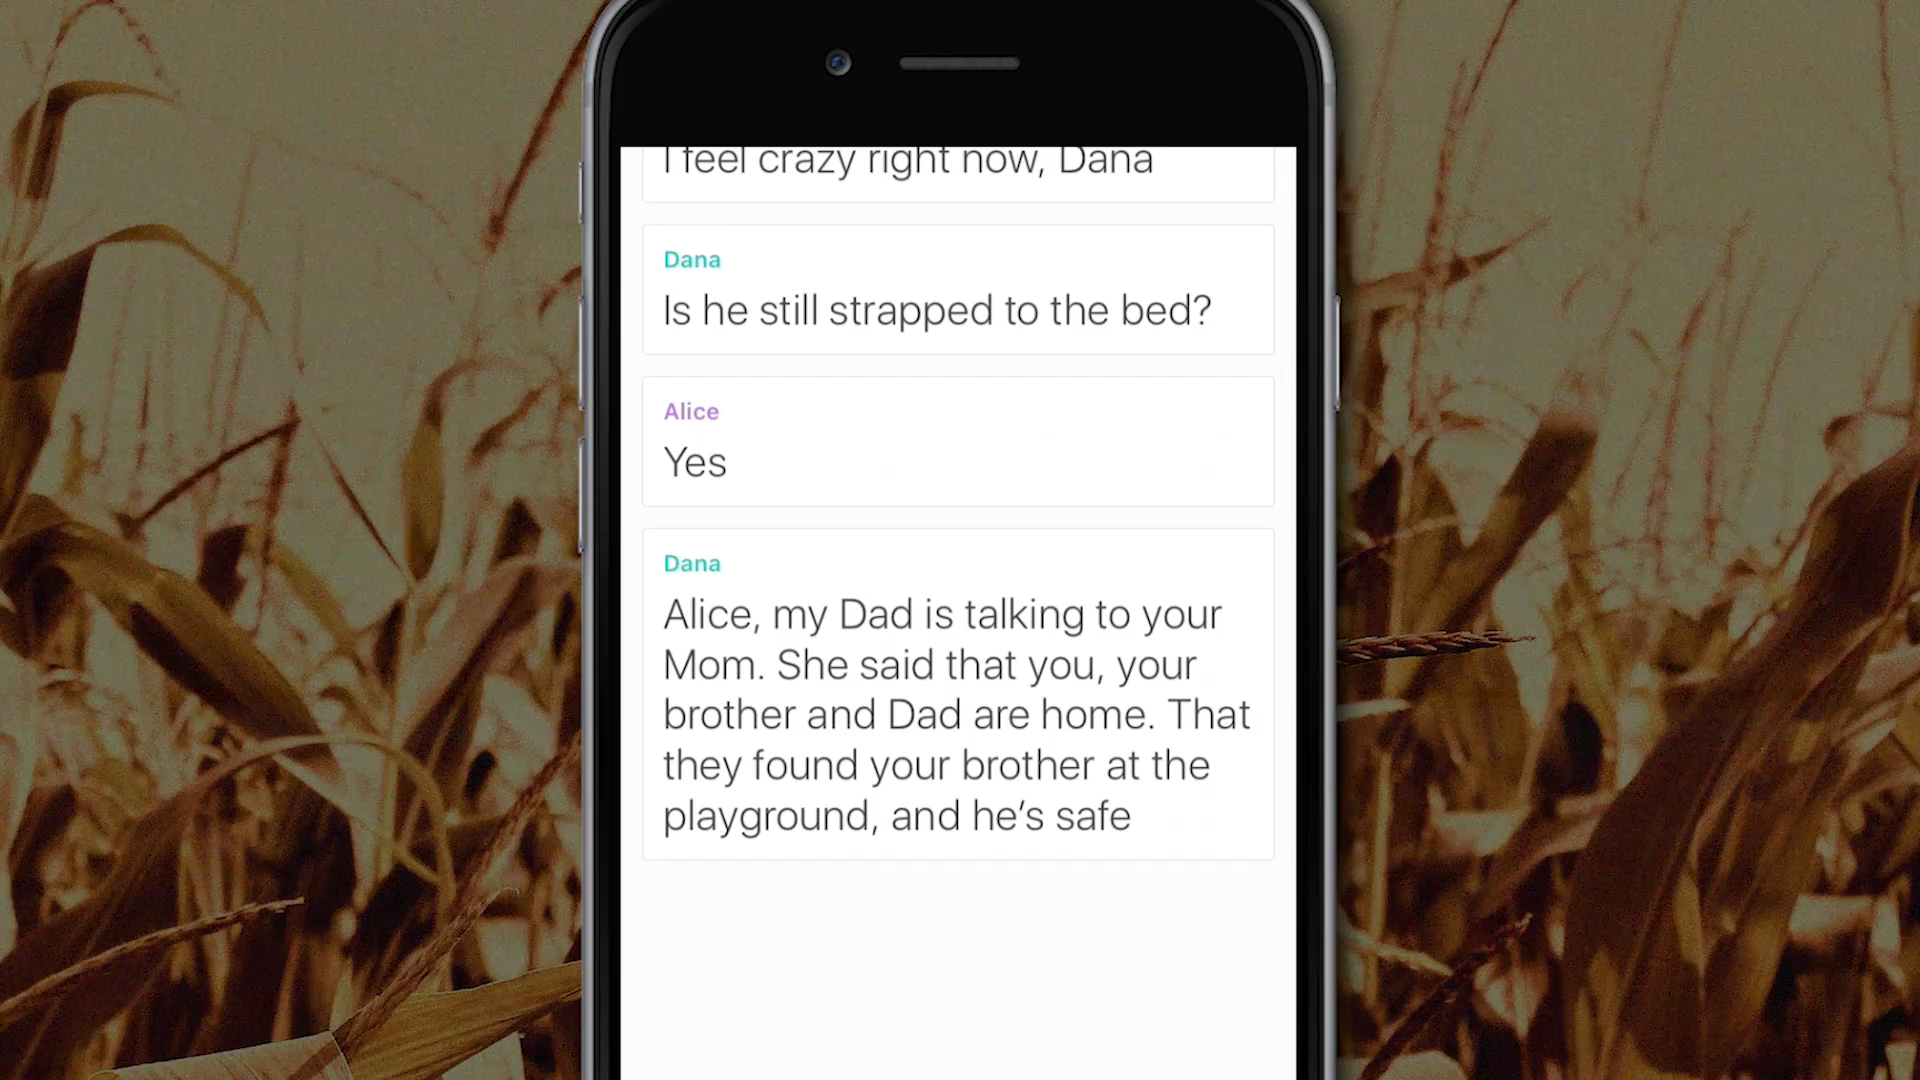 I feel crazy right now, Dana
Dana
Is he still strapped to the bed?
Alice
Yes
Dana
Alice, my Dad is talking to your
Mom. She said that you, your
brother and Dad are home. That
they found your brother at the
playground, and he’s safe